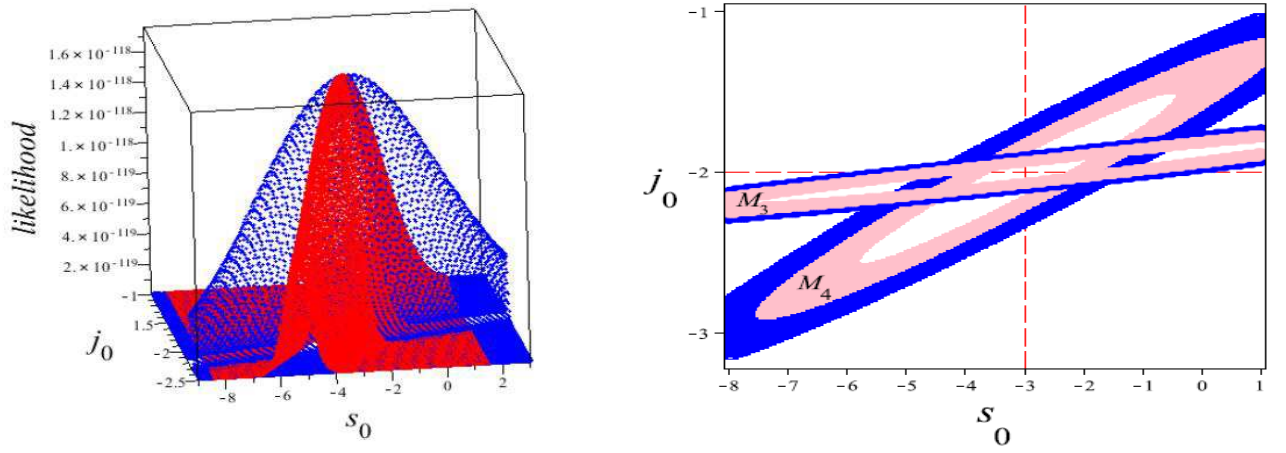 likelihood
1.6 × 10⁻¹¹⁸
1.4 × 10⁻¹¹⁸
1.2 × 10⁻¹¹⁸
1. × 10⁻¹¹⁸
8. × 10⁻¹¹⁹
6. × 10⁻¹¹⁹
4. × 10⁻¹¹⁹
2. × 10⁻¹¹⁹
-1
1.5
-2
-2.5
j₀
-8 -6 -4 -2 0 2
s₀
-1
-2
-3
j₀
M₃
M₄
-8 -7 -6 -5 -4 -3 -2 -1 0 1
s₀